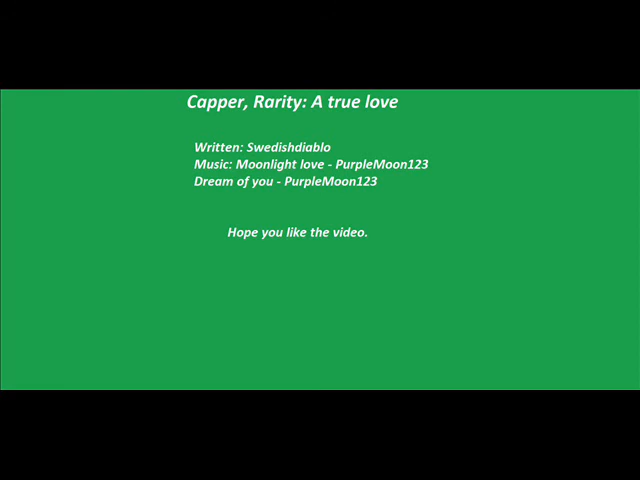 Capper, Rarity: A true love
Written: Swedishdiablo
Music: Moonlight love - PurpleMoon123
Dream of you - PurpleMoon123
Hope you like the video.